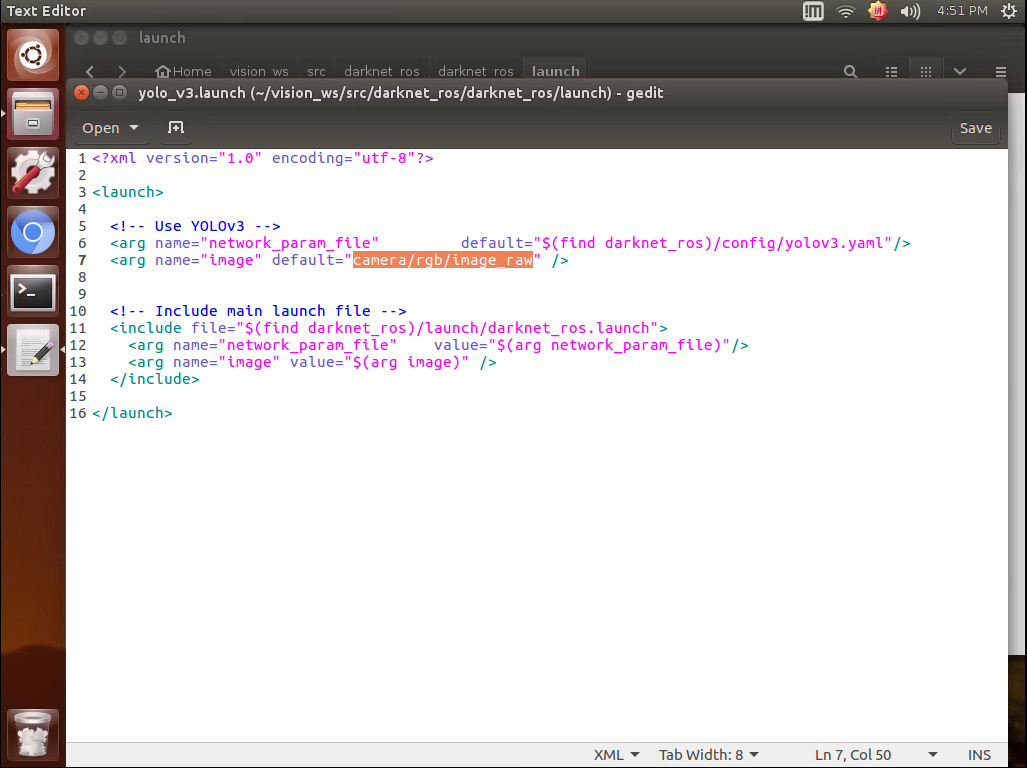 Text Editor
4:51 PM
launch
Home vision_ws src darknet_ros darknet_ros launch
yolo_v3.launch (~/vision_ws/src/darknet_ros/darknet_ros/launch) - gedit
Open Save
1 <?xml version="1.0" encoding="utf-8"?>
2
3 <launch>
4
5 <!-- Use YOLOv3 -->
6 <arg name="network_param_file" default="$(find darknet_ros)/config/yolov3.yaml"/>
7 <arg name="image" default="camera/rgb/image_raw" />
8
9
10 <!-- Include main launch file -->
11 <include file="$(find darknet_ros)/launch/darknet_ros.launch">
12 <arg name="network_param_file" value="$(arg network_param_file)"/>
13 <arg name="image" value="$(arg image)" />
14 </include>
15
16 </launch>
XML Tab Width: 8 Ln 7, Col 50 INS